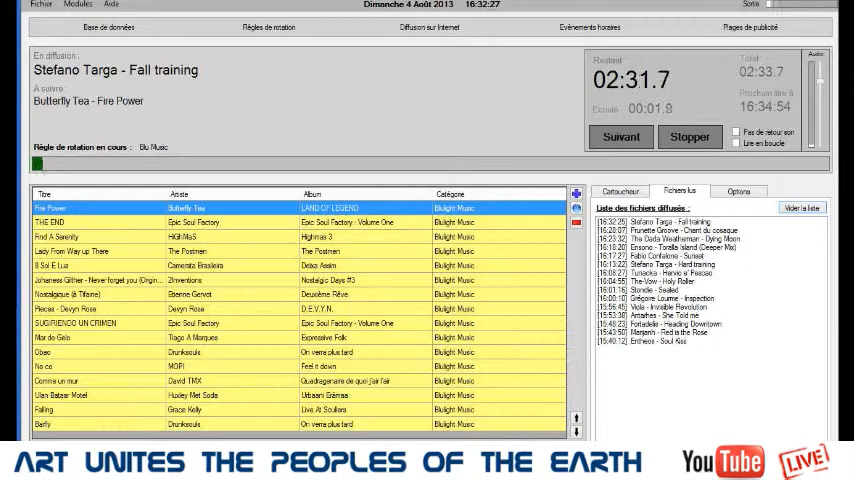 Fichier Modules Aide Dimanche 4 Août 2013 16:32:27 Sortie
Base de données Règles de rotation Diffusion sur Internet Evénements horaires Plages de publicité
En diffusion :
Stefano Targa - Fall training
A suivre :
Butterfly Tea - Fire Power
Règle de rotation en cours : Blu Music
Restant
02:31.7
Ecoulé 00:01.8
Total
02:33.7
Prochain titre à
16:34:54
Audio
Suivant Stopper
Pas de retour son
Lire en boucle
Titre Artiste Album Catégorie
Fire Power Butterfly Tea LAND OF LEGEND Blulight Music
THE END Epic Soul Factory Epic Soul Factory - Volume One Blulight Music
Find A Serenity HiGhMaS Highmas 3 Blulight Music
Lady From Way up There The Postmen The Postmen Blulight Music
8 Sol E Lua Camerata Brasileira Deixa Assim Blulight Music
Johaness Gilther - Never forget you (Origin... 2Inventions Nostalgic Days #3 Blulight Music
Nostalgique (à Tifaine) Etienne Gervot Deuxième Rêve Blulight Music
Pieces - Devyn Rose Devyn Rose D.E.V.Y.N. Blulight Music
SUGIRIENDO UN CRIMEN Epic Soul Factory Epic Soul Factory - Volume One Blulight Music
Mar de Gelo Tiago A Marques Expressive Folk Blulight Music
Obao Drunksouls On verra plus tard Blulight Music
No co MOPI Feel it down Blulight Music
Comme un mur David TMX Quadragenaire de quoi j'air l'air Blulight Music
Ulan Bataar Motel Huxley Met Soda Urbaani Erämaa Blulight Music
Falling Grace Kelly Live At Scullers Blulight Music
Barfly Drunksouls On verra plus tard Blulight Music
Cartoucheur Fichiers lus Options
Liste des fichiers diffusés : Vider la liste
[16:32:25] Stefano Targa - Fall training
[16:28:07] Prunette Groove - Chant du cosaque
[16:23:32] The Dada Weatherman - Dying Moon
[16:18:20] Ensono - Toralla Island (Deeper Mix)
[16:17:27] Fabio Confalone - Sunset
[16:13:22] Stefano Targa - Hard training
[16:08:27] Tunacka - Hervio e' Pescao
[16:04:55] The-Vow - Holy Roller
[16:01:16] Stondie - Sealed
[16:00:10] Grégoire Lourme - Inspection
[15:56:45] Viola - Invisible Revolution
[15:53:38] Antarhes - She Told me
[15:48:23] Fortadelis - Heading Downtown
[15:43:50] Marijanh - Red is the Rose
[15:40:12] Entheos - Soul Kiss
ART UNITES THE PEOPLES OF THE EARTH
YouTube LIVE